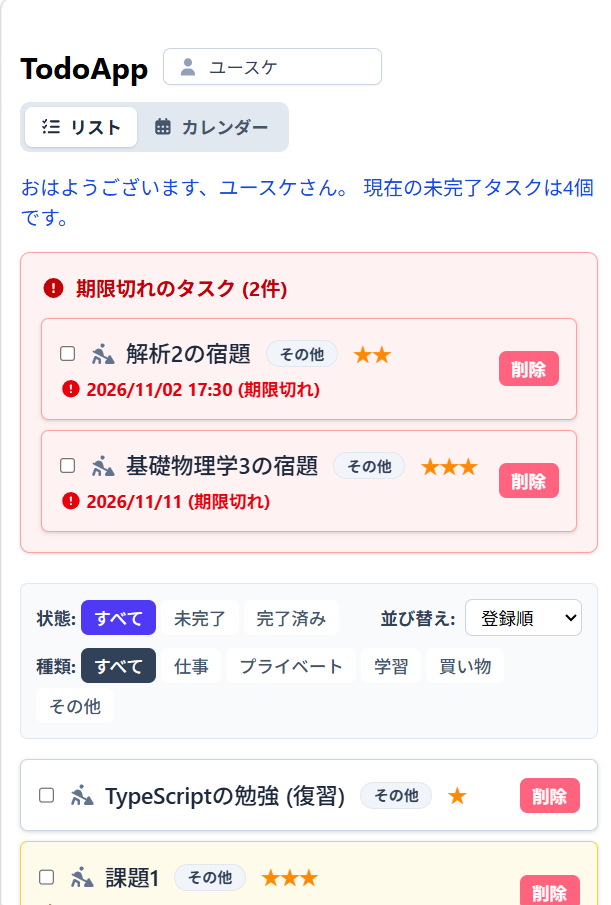 TodoApp
ユースケ
リスト カレンダー
おはようございます、ユースケさん。 現在の未完了タスクは4個
です。
期限切れのタスク (2件)
解析2の宿題 その他 ★★
削除
2026/11/02 17:30 (期限切れ)
基礎物理学3の宿題 その他 ★★★
削除
2026/11/11 (期限切れ)
状態: すべて 未完了 完了済み 並び替え: 登録順
種類: すべて 仕事 プライベート 学習 買い物
その他
TypeScriptの勉強 (復習) その他 ★ 削除
課題1 その他 ★★★
削除